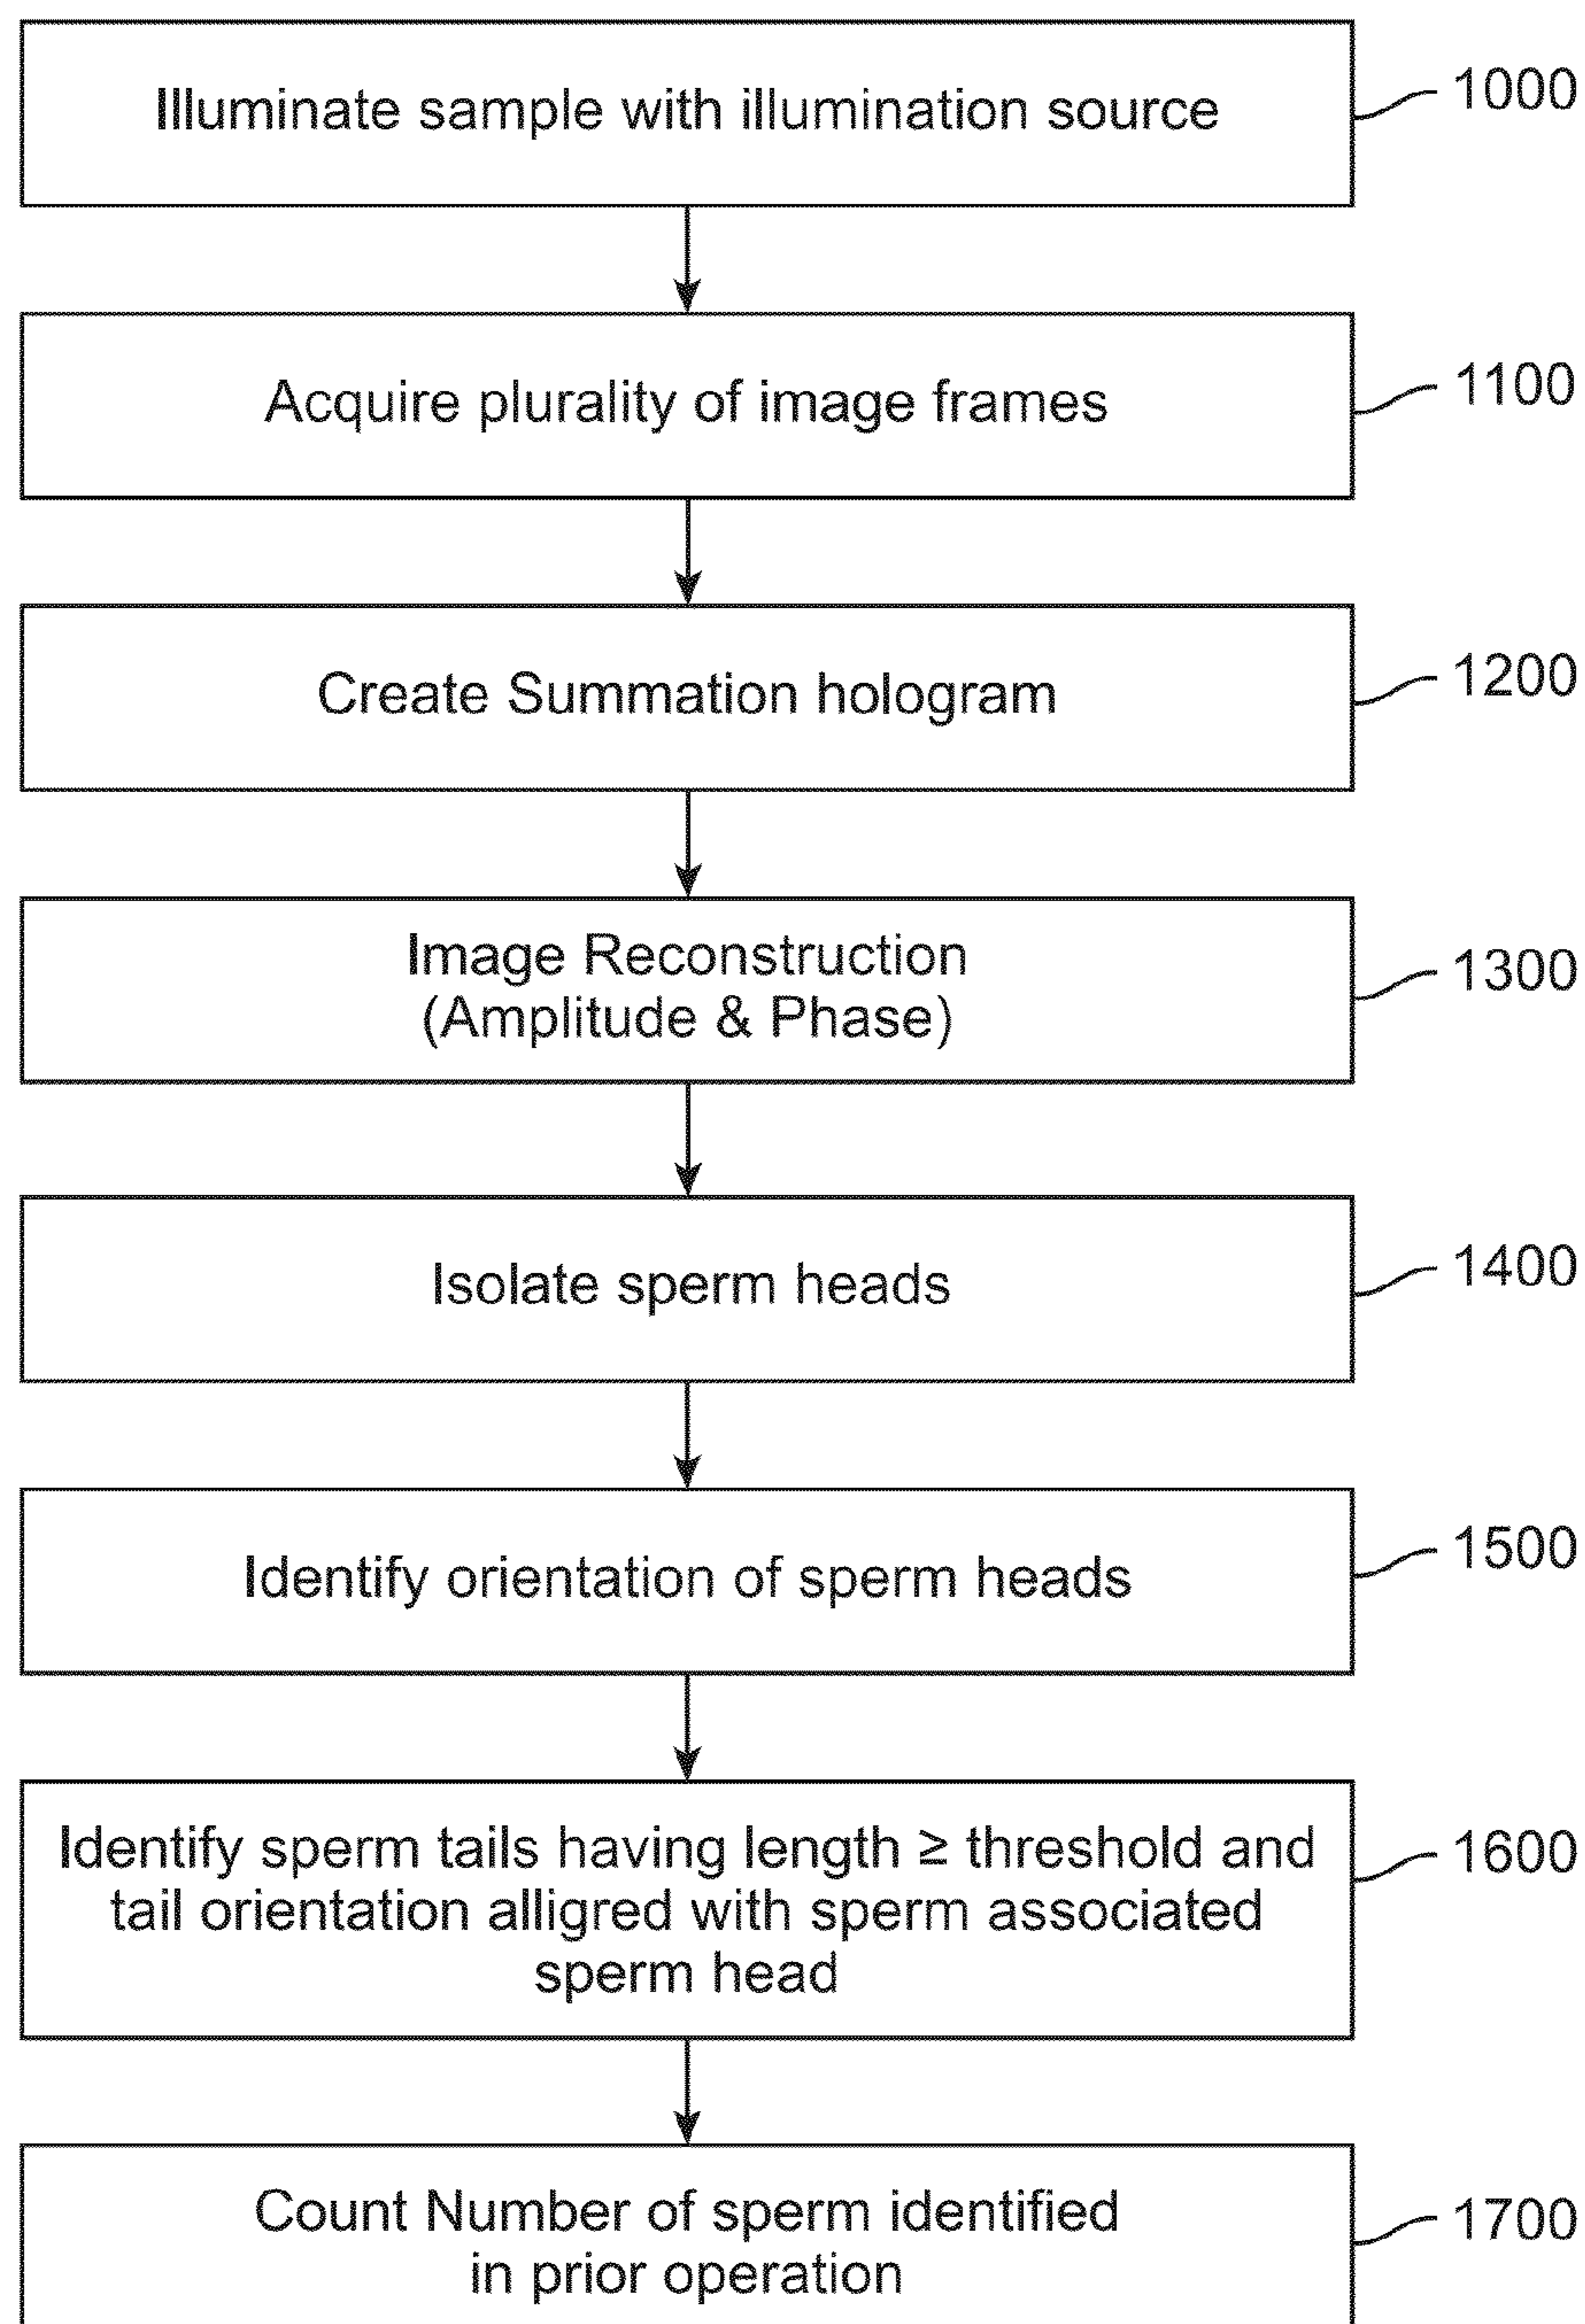 Illuminate sample with illumination source
1000
Acquire plurality of image frames
1100
Create Summation hologram
1200
Image Reconstruction
(Amplitude & Phase)
1300
Isolate sperm heads
1400
Identify orientation of sperm heads
1500
Identify sperm tails having length ≥ threshold and
tail orientation alligred with sperm associated
sperm head
1600
Count Number of sperm identified
in prior operation
1700